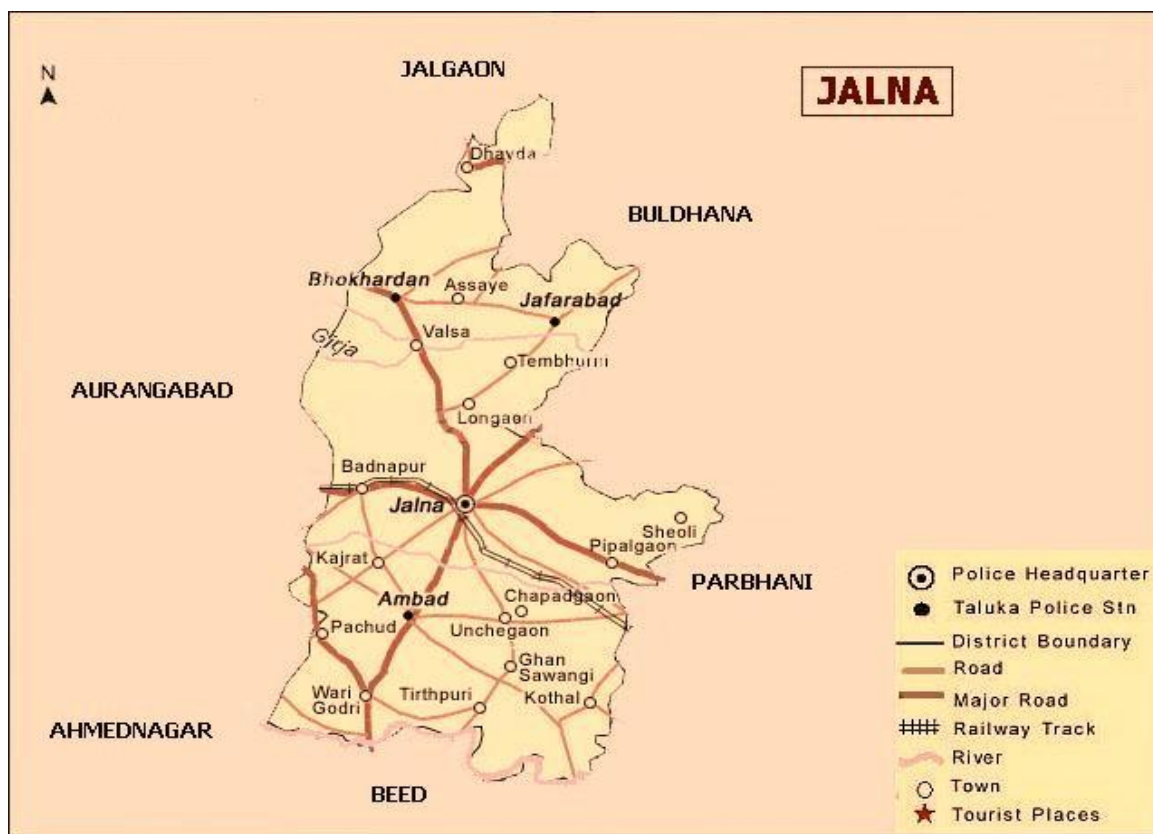 JALGAON
N
JALNA
Dhavda
BULDHANA
Bhokhardan
Assaye
Jafarabad
Girja
Valsa
Tembhurni
AURANGABAD
Longaon
Badnapur
Jalna
Sheoli
Pipalgaon
Kajrat
PARBHANI
Ambad
Chapadgaon
Pachud
Unchegaon
Ghan
Sawangi
Wari
Godri
Tirthpuri
Kothal
AHMEDNAGAR
BEED
Police Headquarter
Taluka Police Stn
District Boundary
Road
Major Road
Railway Track
River
Town
Tourist Places